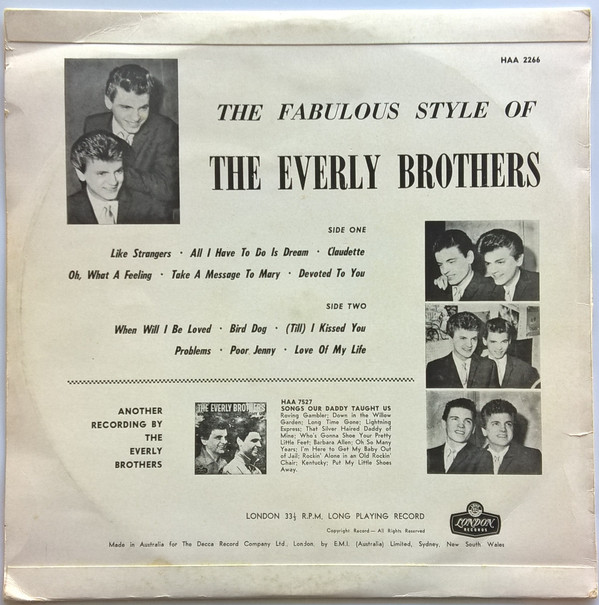 HAA 2266
THE FABULOUS STYLE OF
THE EVERLY BROTHERS
SIDE ONE
Like Strangers · All I Have To Do Is Dream · Claudette
Oh, What A Feeling · Take A Message To Mary · Devoted To You
SIDE TWO
When Will I Be Loved · Bird Dog · (Till) I Kissed You
Problems · Poor Jenny · Love Of My Life
ANOTHER
RECORDING BY
THE
EVERLY
BROTHERS
THE EVERLY BROTHERS
HAA 7527
SONGS OUR DADDY TAUGHT US
Roving Gambler; Down in the Willow
Garden; Long Time Gone; Lightning
Express; That Silver Haired Daddy of
Mine; Who's Gonna Shoe Your Pretty
Little Feet; Barbara Allen; Oh So Many
Years; I'm Here to Get My Baby Out
of Jail; Rockin' Alone in an Old Rockin'
Chair; Kentucky; Put My Little Shoes
Away.
LONDON 33⅓ R.P.M. LONG PLAYING RECORD
Copyright Record — All Rights Reserved
LONDON
RECORDS
Made in Australia for The Decca Record Company Ltd. London. by E.M.I. (Australia) Limited, Sydney, New South Wales